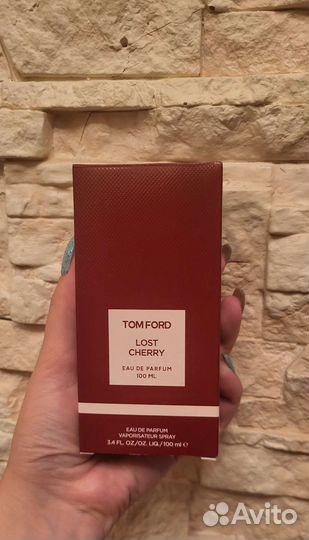 TOM FORD
LOST
CHERRY
EAU DE PARFUM
100 ML
EAU DE PARFUM
VAPORISATEUR SPRAY
3.4 FL. OZ/OZ. LIQ./100 ml ℮
Avito